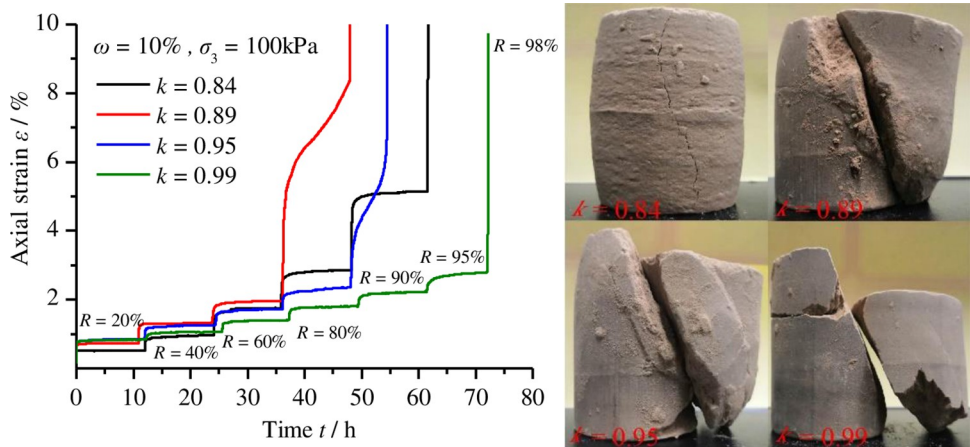 ω = 10% , σ₃ = 100kPa
k = 0.84
k = 0.89
k = 0.95
k = 0.99
R = 20%
R = 40%
R = 60%
R = 80%
R = 90%
R = 95%
R = 98%
10
8
6
4
2
Axial strain ε / %
0 10 20 30 40 50 60 70 80
Time t / h
k = 0.84
k = 0.89
k = 0.95
k = 0.99